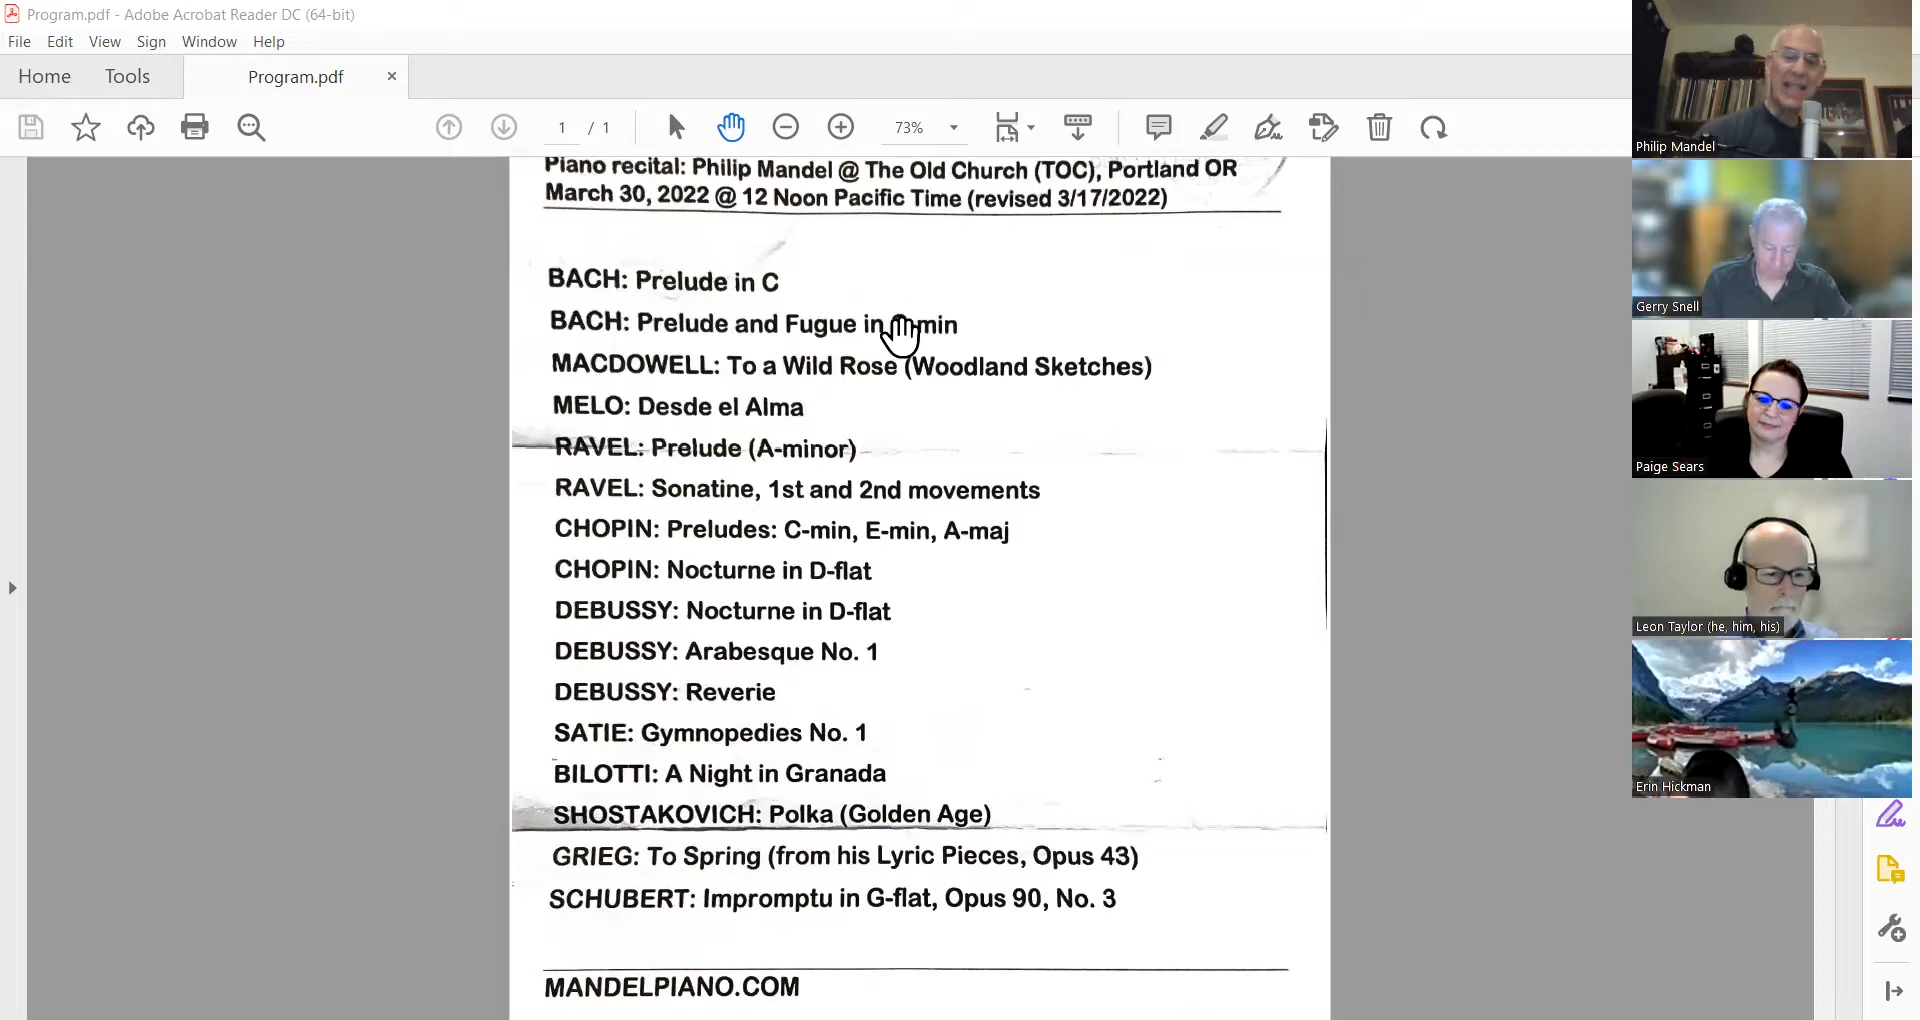 Program.pdf - Adobe Acrobat Reader DC (64-bit)
File Edit View Sign Window Help
Home Tools Program.pdf ×
1 / 1 73%
Piano recital: Philip Mandel @ The Old Church (TOC), Portland OR
March 30, 2022 @ 12 Noon Pacific Time (revised 3/17/2022)
BACH: Prelude in C
BACH: Prelude and Fugue in min
MACDOWELL: To a Wild Rose (Woodland Sketches)
MELO: Desde el Alma
RAVEL: Prelude (A-minor)
RAVEL: Sonatine, 1st and 2nd movements
CHOPIN: Preludes: C-min, E-min, A-maj
CHOPIN: Nocturne in D-flat
DEBUSSY: Nocturne in D-flat
DEBUSSY: Arabesque No. 1
DEBUSSY: Reverie
SATIE: Gymnopedies No. 1
BILOTTI: A Night in Granada
SHOSTAKOVICH: Polka (Golden Age)
GRIEG: To Spring (from his Lyric Pieces, Opus 43)
SCHUBERT: Impromptu in G-flat, Opus 90, No. 3
MANDELPIANO.COM
Philip Mandel
Gerry Snell
Paige Sears
Leon Taylor (he, him, his)
Erin Hickman